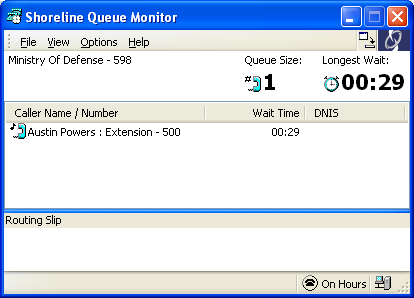 Shoreline Queue Monitor
File View Options Help
Ministry Of Defense - 598
Queue Size: Longest Wait:
1 00:29
Caller Name / Number Wait Time DNIS
Austin Powers : Extension - 500 00:29
Routing Slip
On Hours